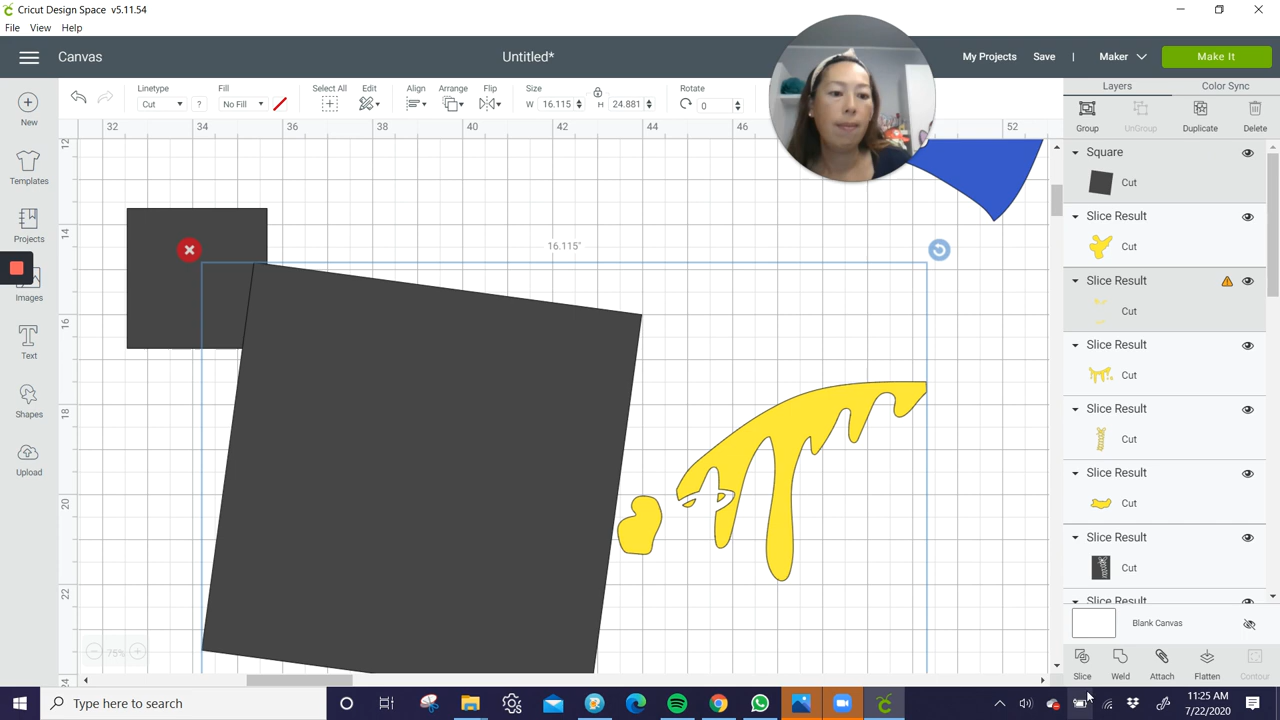 Cricut Design Space v5.11.54
File View Help
Canvas
Untitled*
My Projects Save | Maker Make It
Linetype Fill Select All Edit Align Arrange Flip Size Rotate
Cut ? No Fill W 16.115 H 24.881 0
Layers Color Sync
Group UnGroup Duplicate Delete
New
Templates
Projects
Images
Text
Shapes
Upload
32 34 36 38 40 42 44 46 52
12
14
16
18
20
22
24
16.115"
75%
Square
Cut
Slice Result
Cut
Slice Result
Cut
Slice Result
Cut
Slice Result
Cut
Slice Result
Cut
Slice Result
Cut
Slice Result
Blank Canvas
Slice Weld Attach Flatten Contour
Type here to search
11:25 AM
7/22/2020